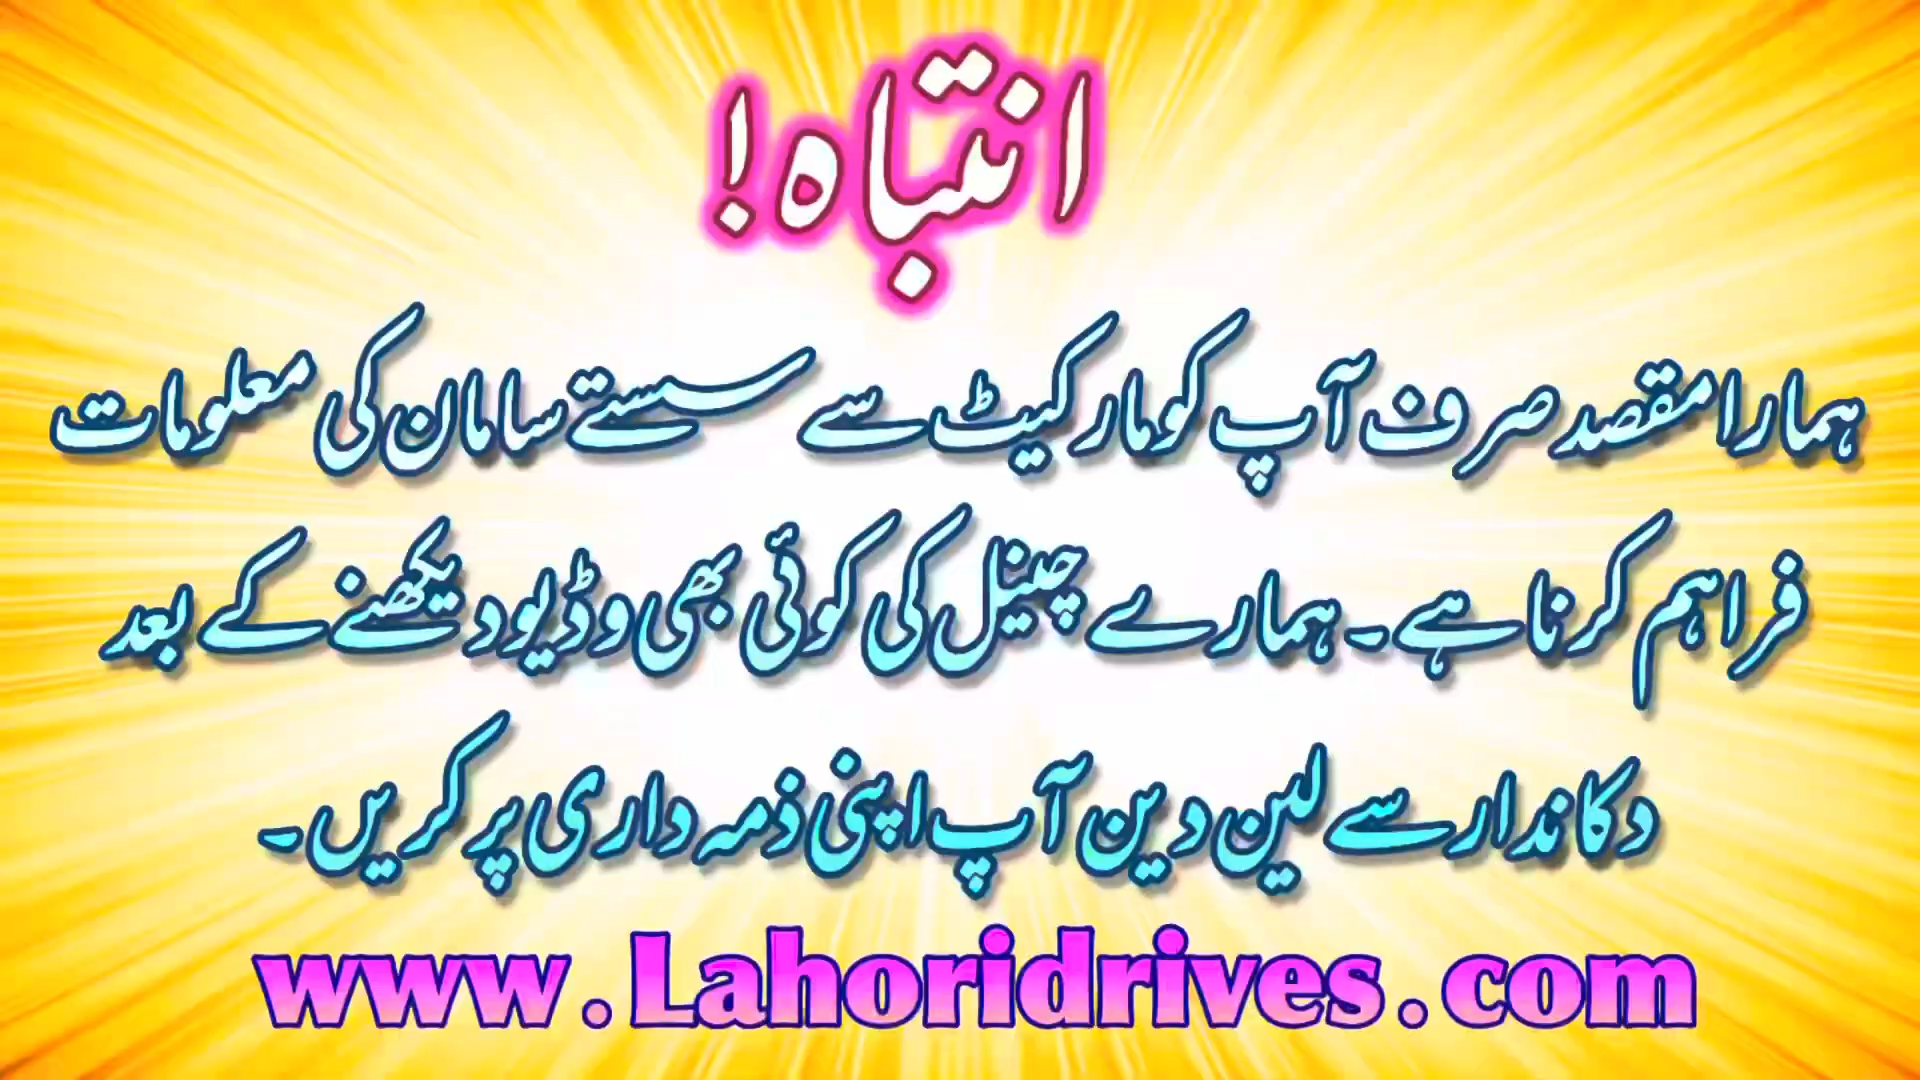 انتباہ!
ہمارا مقصد صرف آپ کو مارکیٹ سے سستے سامان کی معلومات
فراہم کرنا ہے۔ ہمارے چینل کی کوئی بھی وڈیو دیکھنے کے بعد
دکاندار سے لین دین آپ اپنی ذمہ داری پر کریں۔
www.Lahoridrives.com